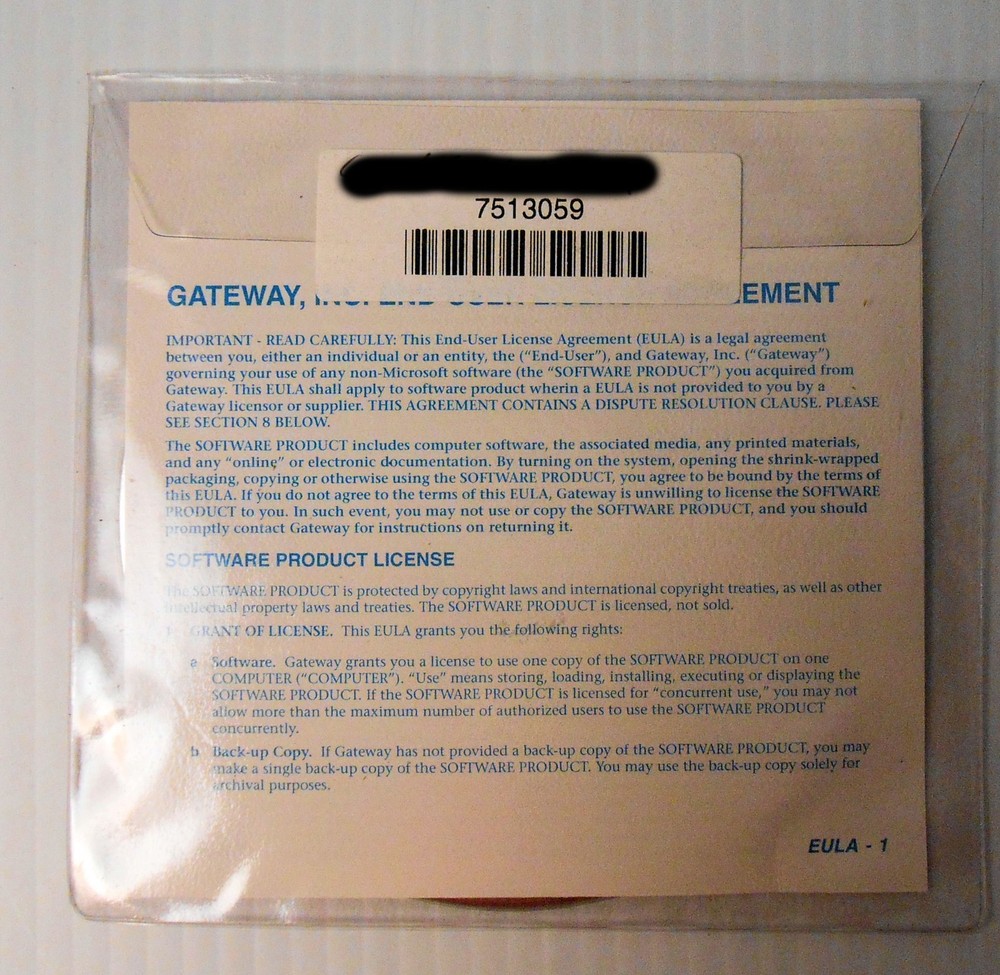 7513059
GATEWAY, INC. END-USER LICENSE AGREEMENT
IMPORTANT - READ CAREFULLY: This End-User License Agreement (EULA) is a legal agreement
between you, either an individual or an entity, the (“End-User”), and Gateway, Inc. (“Gateway”)
governing your use of any non-Microsoft software (the “SOFTWARE PRODUCT”) you acquired from
Gateway. This EULA shall apply to software product wherin a EULA is not provided to you by a
Gateway licensor or supplier. THIS AGREEMENT CONTAINS A DISPUTE RESOLUTION CLAUSE. PLEASE
SEE SECTION 8 BELOW.
The SOFTWARE PRODUCT includes computer software, the associated media, any printed materials,
and any “online” or electronic documentation. By turning on the system, opening the shrink-wrapped
packaging, copying or otherwise using the SOFTWARE PRODUCT, you agree to be bound by the terms of
this EULA. If you do not agree to the terms of this EULA, Gateway is unwilling to license the SOFTWARE
PRODUCT to you. In such event, you may not use or copy the SOFTWARE PRODUCT, and you should
promptly contact Gateway for instructions on returning it.
SOFTWARE PRODUCT LICENSE
The SOFTWARE PRODUCT is protected by copyright laws and international copyright treaties, as well as other
intellectual property laws and treaties. The SOFTWARE PRODUCT is licensed, not sold.
GRANT OF LICENSE. This EULA grants you the following rights:
a Software. Gateway grants you a license to use one copy of the SOFTWARE PRODUCT on one
COMPUTER (“COMPUTER”). “Use” means storing, loading, installing, executing or displaying the
SOFTWARE PRODUCT. If the SOFTWARE PRODUCT is licensed for “concurrent use,” you may not
allow more than the maximum number of authorized users to use the SOFTWARE PRODUCT
concurrently.
b Back-up Copy. If Gateway has not provided a back-up copy of the SOFTWARE PRODUCT, you may
make a single back-up copy of the SOFTWARE PRODUCT. You may use the back-up copy solely for
archival purposes.
EULA - 1